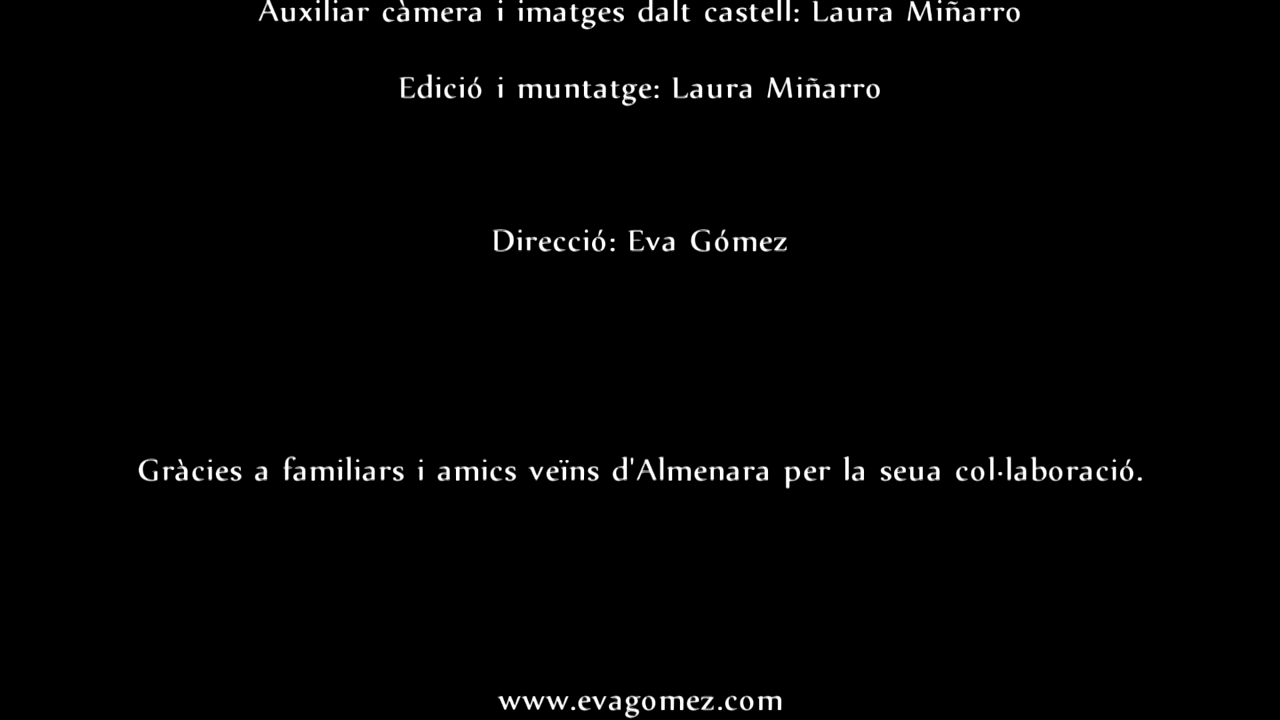 Auxiliar càmera i imatges dalt castell: Laura Miñarro
Edició i muntatge: Laura Miñarro
Direcció: Eva Gómez
Gràcies a familiars i amics veïns d'Almenara per la seua col·laboració.
www.evagomez.com